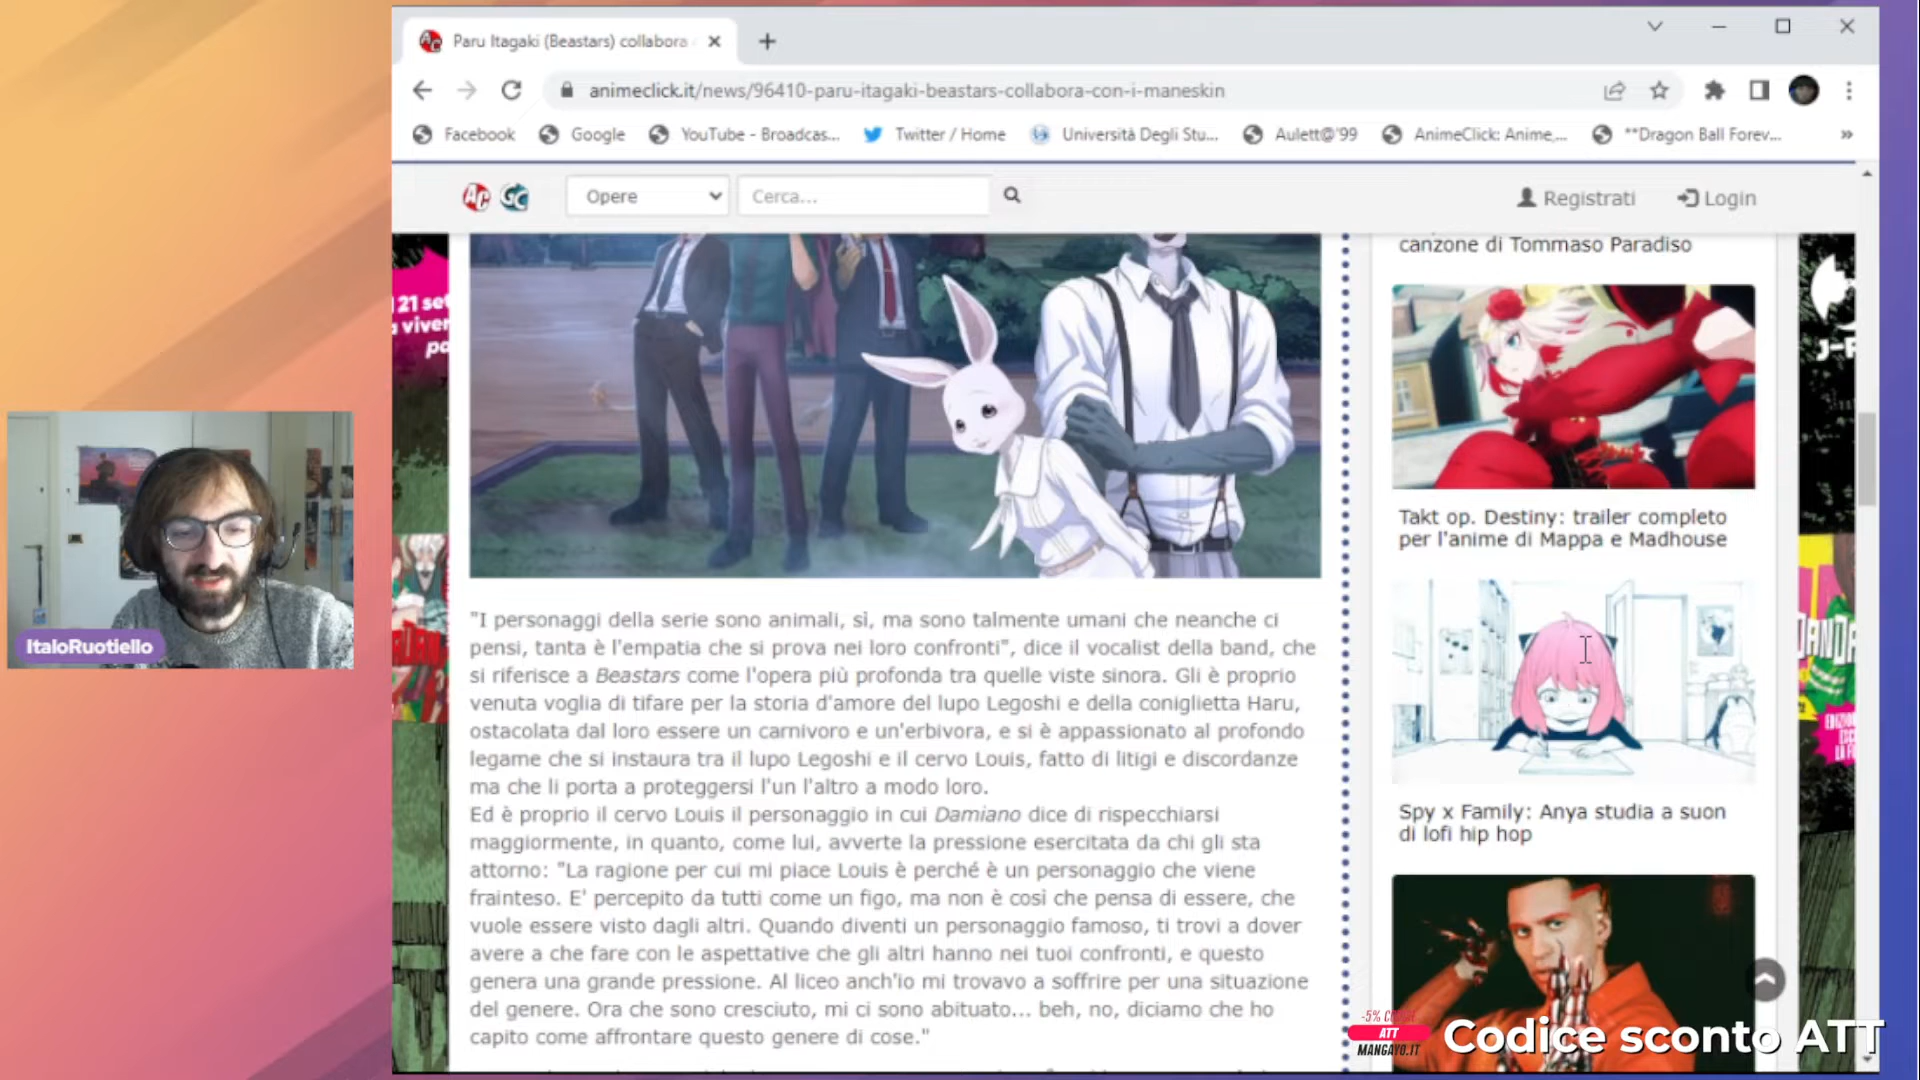 Paru Itagaki (Beastars) collabora
animeclick.it/news/96410-paru-itagaki-beastars-collabora-con-i-maneskin
Facebook
Google
YouTube - Broadcas...
Twitter / Home
Università Degli Stu...
Aulett@'99
AnimeClick: Anime,...
**Dragon Ball Forev...
AC GC
Opere
Cerca...
Registrati
Login
21 set
a viver
pa
canzone di Tommaso Paradiso
Takt op. Destiny: trailer completo
per l'anime di Mappa e Madhouse
ItaloRuotiello
"I personaggi della serie sono animali, sì, ma sono talmente umani che neanche ci
pensi, tanta è l'empatia che si prova nei loro confronti", dice il vocalist della band, che
si riferisce a Beastars come l'opera più profonda tra quelle viste sinora. Gli è proprio
venuta voglia di tifare per la storia d'amore del lupo Legoshi e della coniglietta Haru,
ostacolata dal loro essere un carnivoro e un'erbivora, e si è appassionato al profondo
legame che si instaura tra il lupo Legoshi e il cervo Louis, fatto di litigi e discordanze
ma che li porta a proteggersi l'un l'altro a modo loro.
Ed è proprio il cervo Louis il personaggio in cui Damiano dice di rispecchiarsi
maggiormente, in quanto, come lui, avverte la pressione esercitata da chi gli sta
attorno: "La ragione per cui mi piace Louis è perché è un personaggio che viene
frainteso. E' percepito da tutti come un figo, ma non è così che pensa di essere, che
vuole essere visto dagli altri. Quando diventi un personaggio famoso, ti trovi a dover
avere a che fare con le aspettative che gli altri hanno nei tuoi confronti, e questo
genera una grande pressione. Al liceo anch'io mi trovavo a soffrire per una situazione
del genere. Ora che sono cresciuto, mi ci sono abituato... beh, no, diciamo che ho
capito come affrontare questo genere di cose."
Spy x Family: Anya studia a suon
di lofi hip hop
-5% CODICE
ATT
MANGAYO.IT
Codice sconto ATT